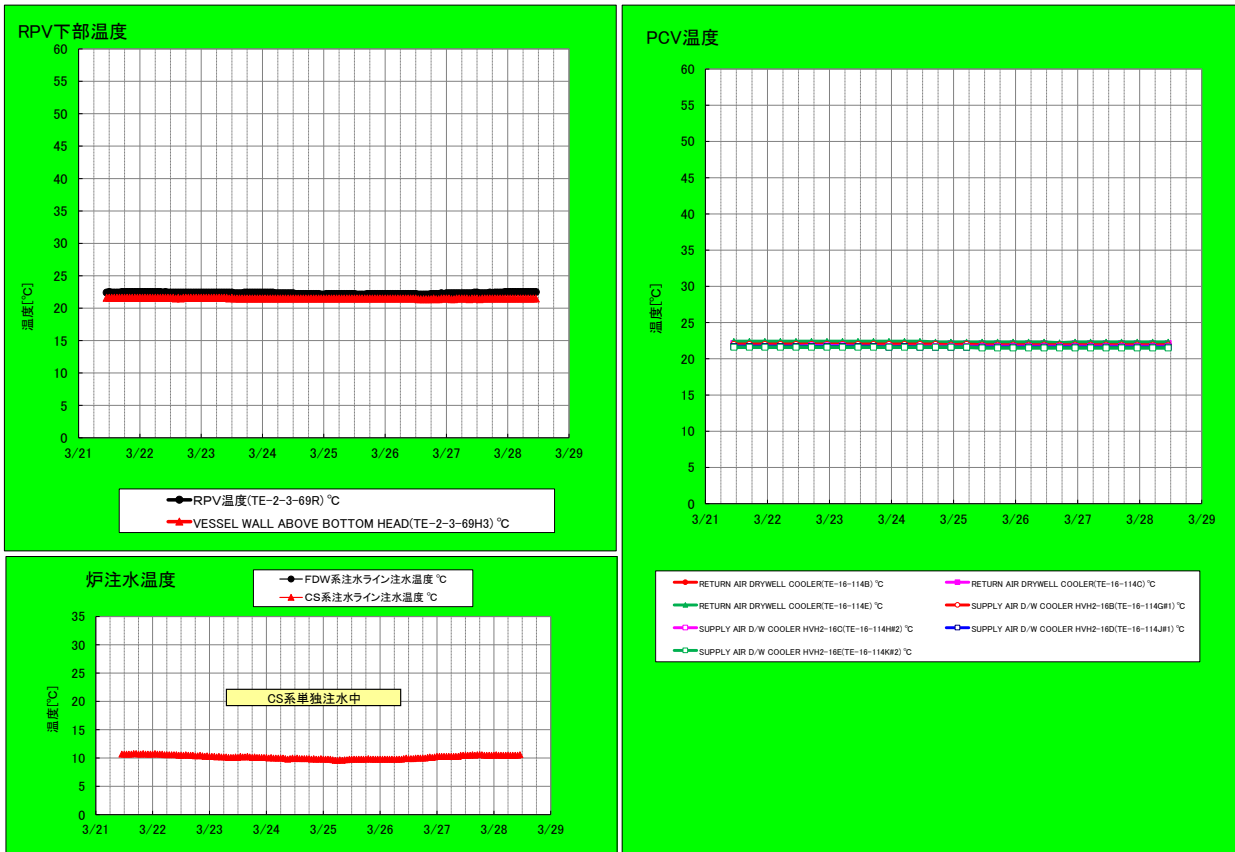 RPV下部温度
60
55
50
45
40
35
30
25
20
15
10
5
0
温度[℃]
3/21 3/22 3/23 3/24 3/25 3/26 3/27 3/28 3/29
RPV温度(TE-2-3-69R) ℃
VESSEL WALL ABOVE BOTTOM HEAD(TE-2-3-69H3) ℃
炉注水温度
FDW系注水ライン注水温度 ℃
CS系注水ライン注水温度 ℃
35
30
25
20
15
10
5
0
温度[℃]
CS系単独注水中
3/21 3/22 3/23 3/24 3/25 3/26 3/27 3/28 3/29
PCV温度
60
55
50
45
40
35
30
25
20
15
10
5
0
温度[℃]
3/21 3/22 3/23 3/24 3/25 3/26 3/27 3/28 3/29
RETURN AIR DRYWELL COOLER(TE-16-114B) ℃
RETURN AIR DRYWELL COOLER(TE-16-114C) ℃
RETURN AIR DRYWELL COOLER(TE-16-114E) ℃
SUPPLY AIR D/W COOLER HVH2-16B(TE-16-114G#1) ℃
SUPPLY AIR D/W COOLER HVH2-16C(TE-16-114H#2) ℃
SUPPLY AIR D/W COOLER HVH2-16D(TE-16-114J#1) ℃
SUPPLY AIR D/W COOLER HVH2-16E(TE-16-114K#2) ℃